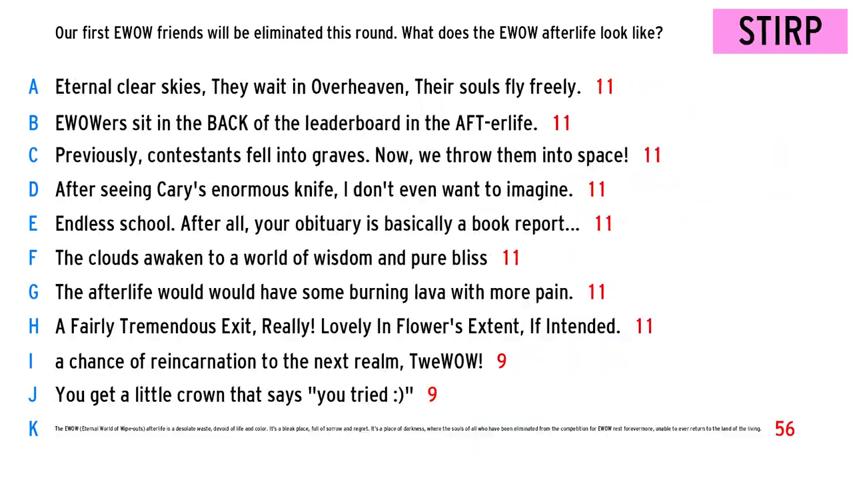 Our first EWOW friends will be eliminated this round. What does the EWOW afterlife look like?
STIRP
A Eternal clear skies, They wait in Overheaven, Their souls fly freely. 11
B EWOWers sit in the BACK of the leaderboard in the AFT-erlife. 11
C Previously, contestants fell into graves. Now, we throw them into space! 11
D After seeing Cary's enormous knife, I don't even want to imagine. 11
E Endless school. After all, your obituary is basically a book report... 11
F The clouds awaken to a world of wisdom and pure bliss 11
G The afterlife would would have some burning lava with more pain. 11
H A Fairly Tremendous Exit, Really! Lovely In Flower's Extent, If Intended. 11
I a chance of reincarnation to the next realm, TweWOW! 9
J You get a little crown that says "you tried :)" 9
K The EWOW (Eternal World of Wipe-outs) afterlife is a desolate waste, devoid of life and color. It's a bleak place, full of sorrow and regret. It's a place of darkness, where the souls of all who have been eliminated from the competition for EWOW rest forevermore, unable to ever return to the land of the living. 56